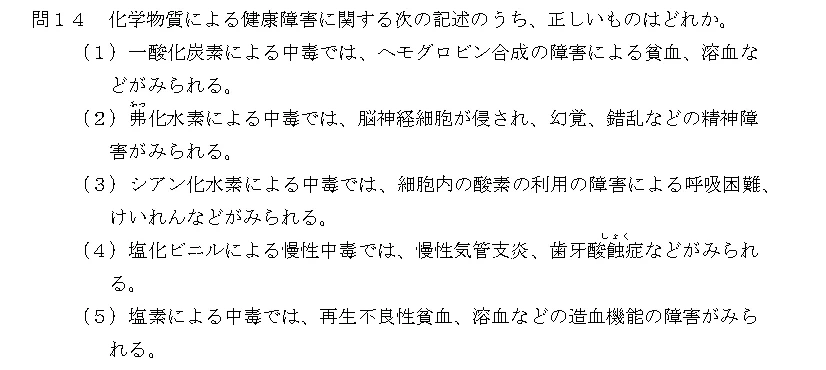 問１４　化学物質による健康障害に関する次の記述のうち、正しいものはどれか。
（１）一酸化炭素による中毒では、ヘモグロビン合成の障害による貧血、溶血な
どがみられる。
（２）弗化水素による中毒では、脳神経細胞が侵され、幻覚、錯乱などの精神障
害がみられる。
（３）シアン化水素による中毒では、細胞内の酸素の利用の障害による呼吸困難、
けいれんなどがみられる。
（４）塩化ビニルによる慢性中毒では、慢性気管支炎、歯牙酸蝕症などがみられ
る。
（５）塩素による中毒では、再生不良性貧血、溶血などの造血機能の障害がみら
れる。